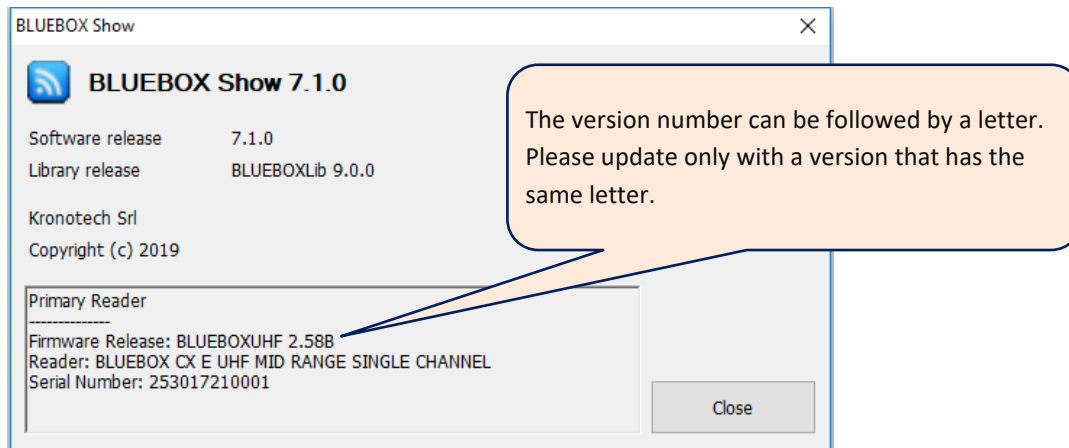 BLUEBOX Show
BLUEBOX Show 7.1.0
Software release 7.1.0
Library release BLUEBOXLib 9.0.0
Kronotech Srl
Copyright (c) 2019
The version number can be followed by a letter.
Please update only with a version that has the
same letter.
Primary Reader
--------------
Firmware Release: BLUEBOXUHF 2.58B
Reader: BLUEBOX CX E UHF MID RANGE SINGLE CHANNEL
Serial Number: 253017210001
Close